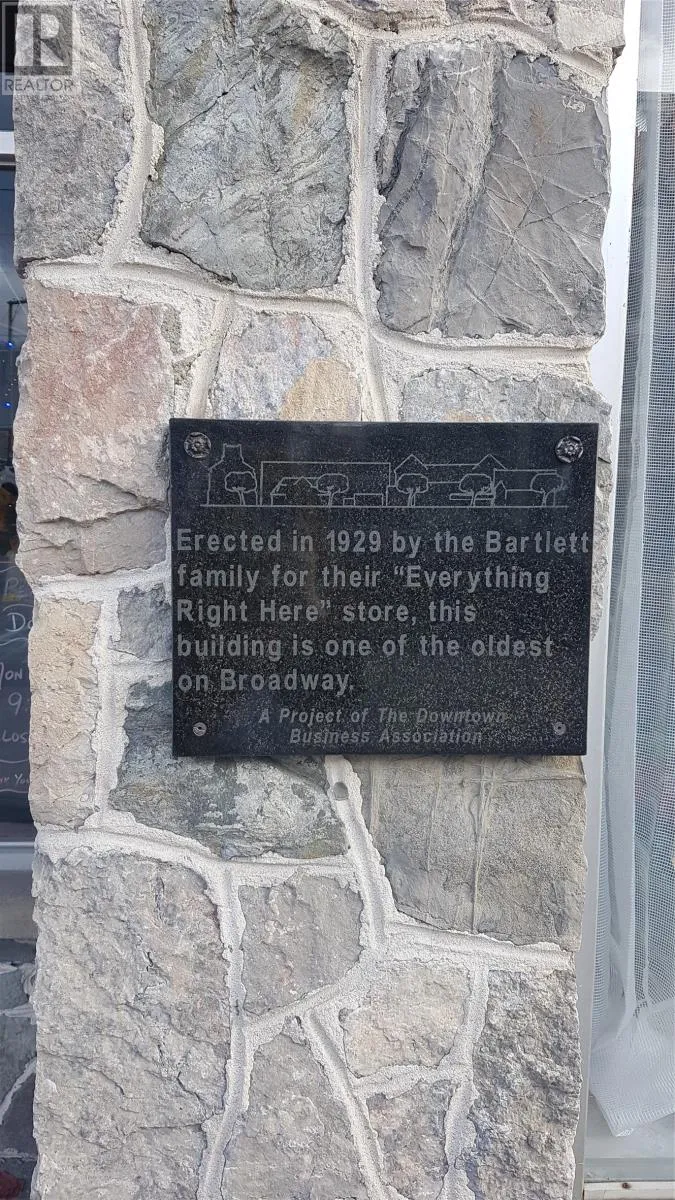 REALTOR
Erected in 1929 by the Bartlett
family for their “Everything
Right Here” store, this
building is one of the oldest
on Broadway.
A Project of The Downtown
Business Association